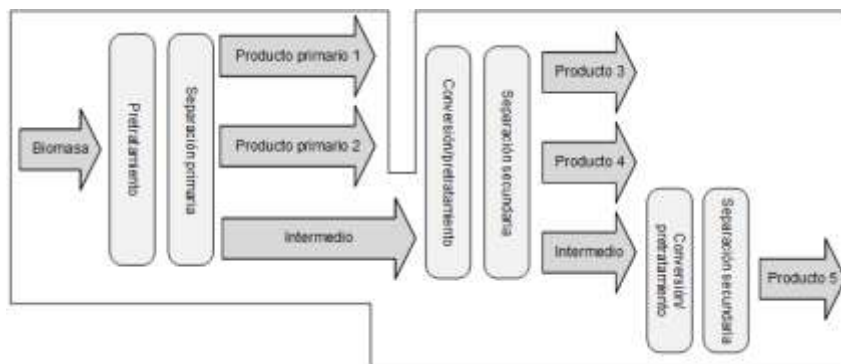 Biomasa
Pretratamiento
Separación primaria
Producto primario 1
Producto primario 2
Intermedio
Conversión/pretratamiento
Separación secundaria
Producto 3
Producto 4
Intermedio
Conversión/
pretratamiento
Separación secundaria
Producto 5